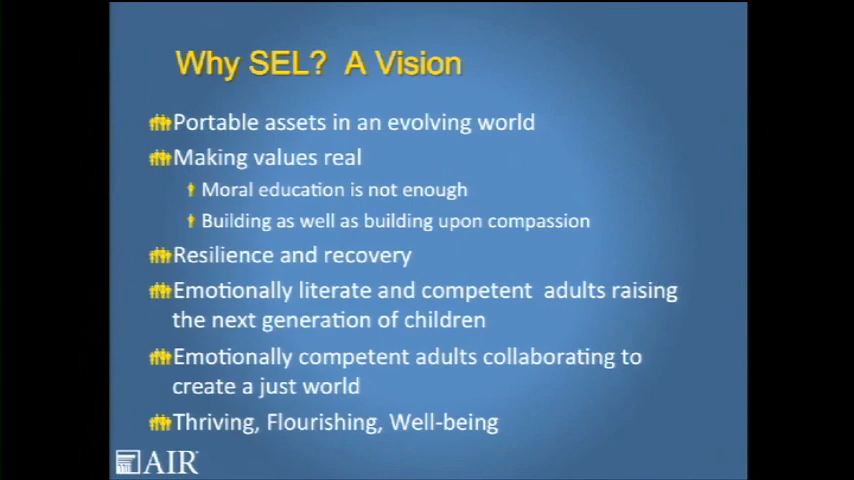 Why SEL? A Vision
Portable assets in an evolving world
Making values real
Moral education is not enough
Building as well as building upon compassion
Resilience and recovery
Emotionally literate and competent adults raising
the next generation of children
Emotionally competent adults collaborating to
create a just world
Thriving, Flourishing, Well-being
AIR